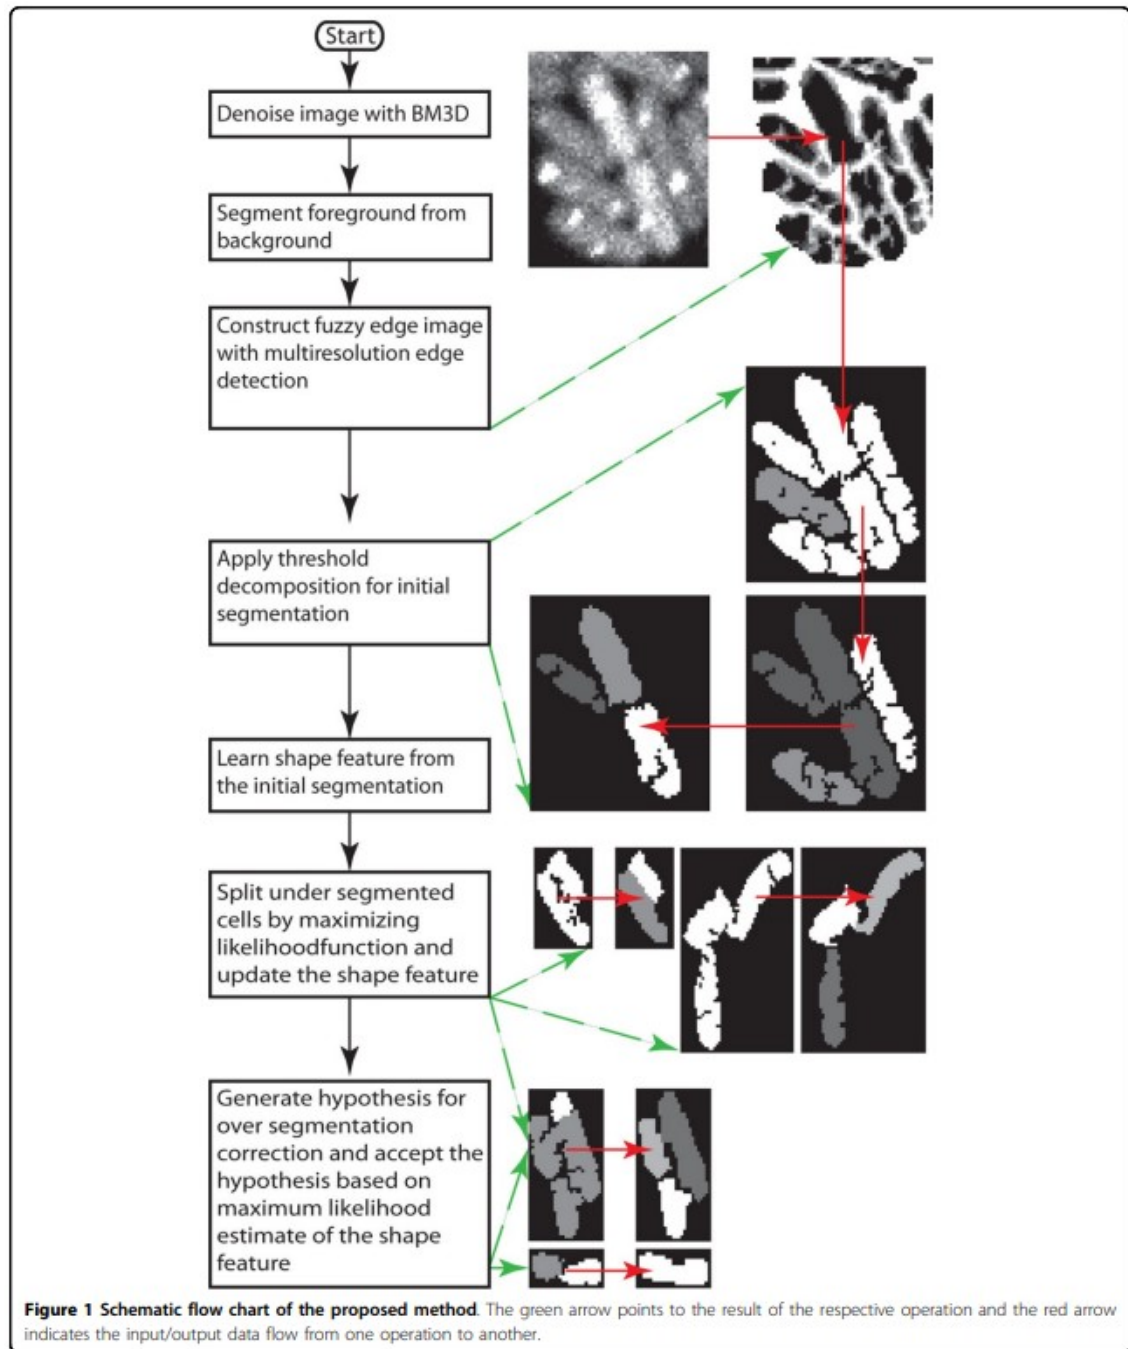 Start
Denoise image with BM3D
Segment foreground from
background
Construct fuzzy edge image
with multiresolution edge
detection
Apply threshold
decomposition for initial
segmentation
Learn shape feature from
the initial segmentation
Split under segmented
cells by maximizing
likelihoodfunction and
update the shape feature
Generate hypothesis for
over segmentation
correction and accept the
hypothesis based on
maximum likelihood
estimate of the shape
feature
Figure 1 Schematic flow chart of the proposed method. The green arrow points to the result of the respective operation and the red arrow
indicates the input/output data flow from one operation to another.